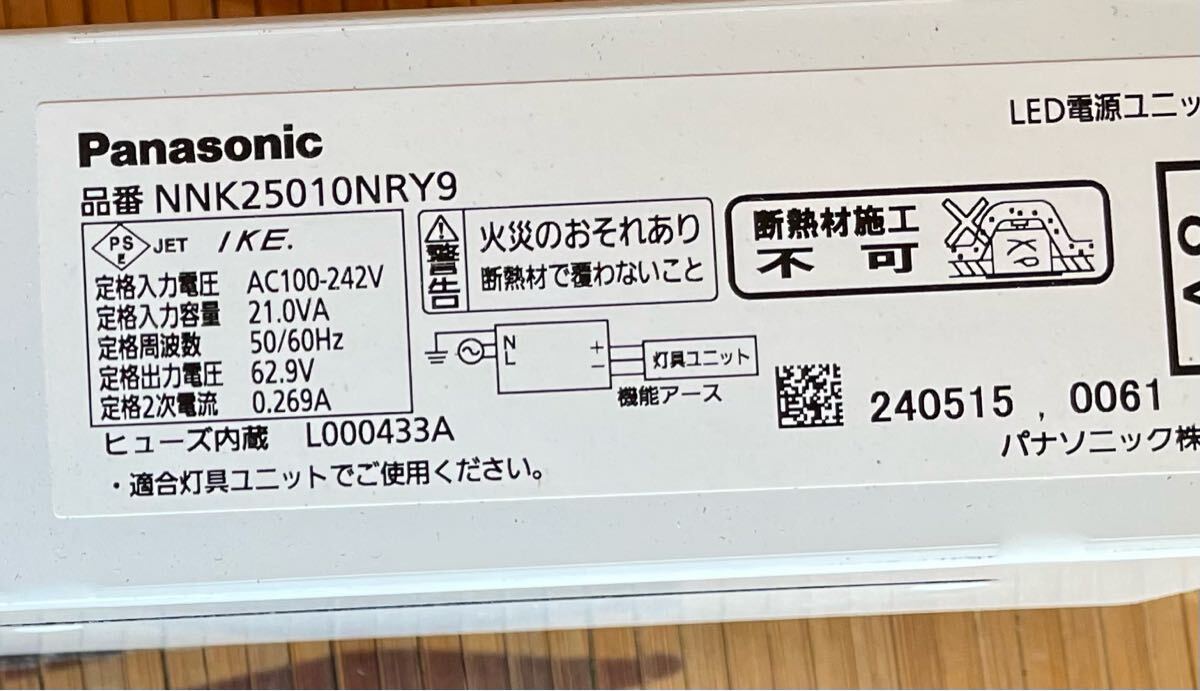 LED電源ユニッ
Panasonic
品番 NNK25010NRY9
PS E JET IKE.
定格入力電圧 AC100-242V
定格入力容量 21.0VA
定格周波数 50/60Hz
定格出力電圧 62.9V
定格2次電流 0.269A
ヒューズ内蔵 L000433A
・適合灯具ユニットでご使用ください。
警告
火災のおそれあり
断熱材で覆わないこと
断熱材施工
不可
N
L
+
−
灯具ユニット
機能アース
240515 , 0061
パナソニック株